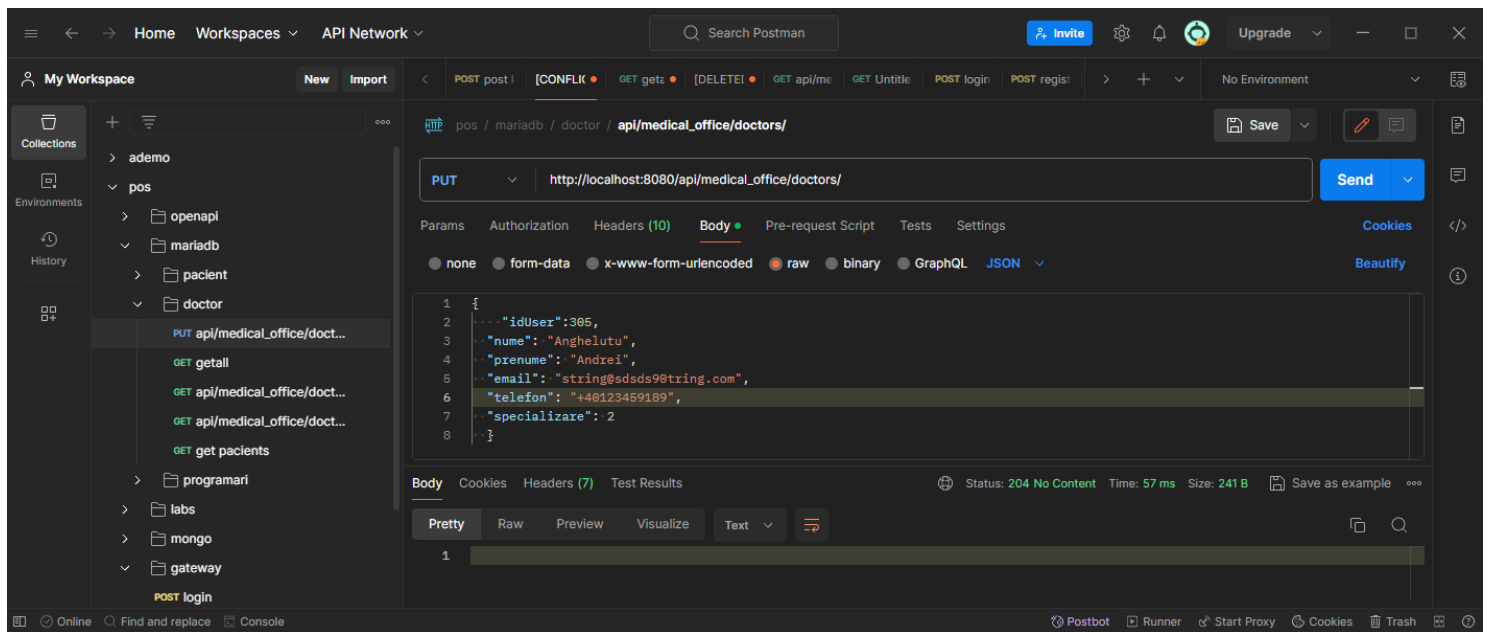 Home Workspaces API Network Search Postman Invite Upgrade
My Workspace New Import POST post [CONFLIC GET geta [DELETE GET api/me GET Untitle POST login POST regist No Environment
pos / mariadb / doctor / api/medical_office/doctors/ Save
PUT http://localhost:8080/api/medical_office/doctors/ Send
Params Authorization Headers (10) Body Pre-request Script Tests Settings Cookies
none form-data x-www-form-urlencoded raw binary GraphQL JSON Beautify
1 {
2 "idUser":305,
3 "nume": "Anghelutu",
4 "prenume": "Andrei",
5 "email": "string@sdsds90tring.com",
6 "telefon": "+40123459189",
7 "specializare": 2
8 }
Collections
Environments
History
ademo
pos
openapi
mariadb
pacient
doctor
PUT api/medical_office/doct...
GET getall
GET api/medical_office/doct...
GET api/medical_office/doct...
GET get pacients
programari
labs
mongo
gateway
POST login
Body Cookies Headers (7) Test Results Status: 204 No Content Time: 57 ms Size: 241 B Save as example
Pretty Raw Preview Visualize Text
1
Online Find and replace Console Postbot Runner Start Proxy Cookies Trash